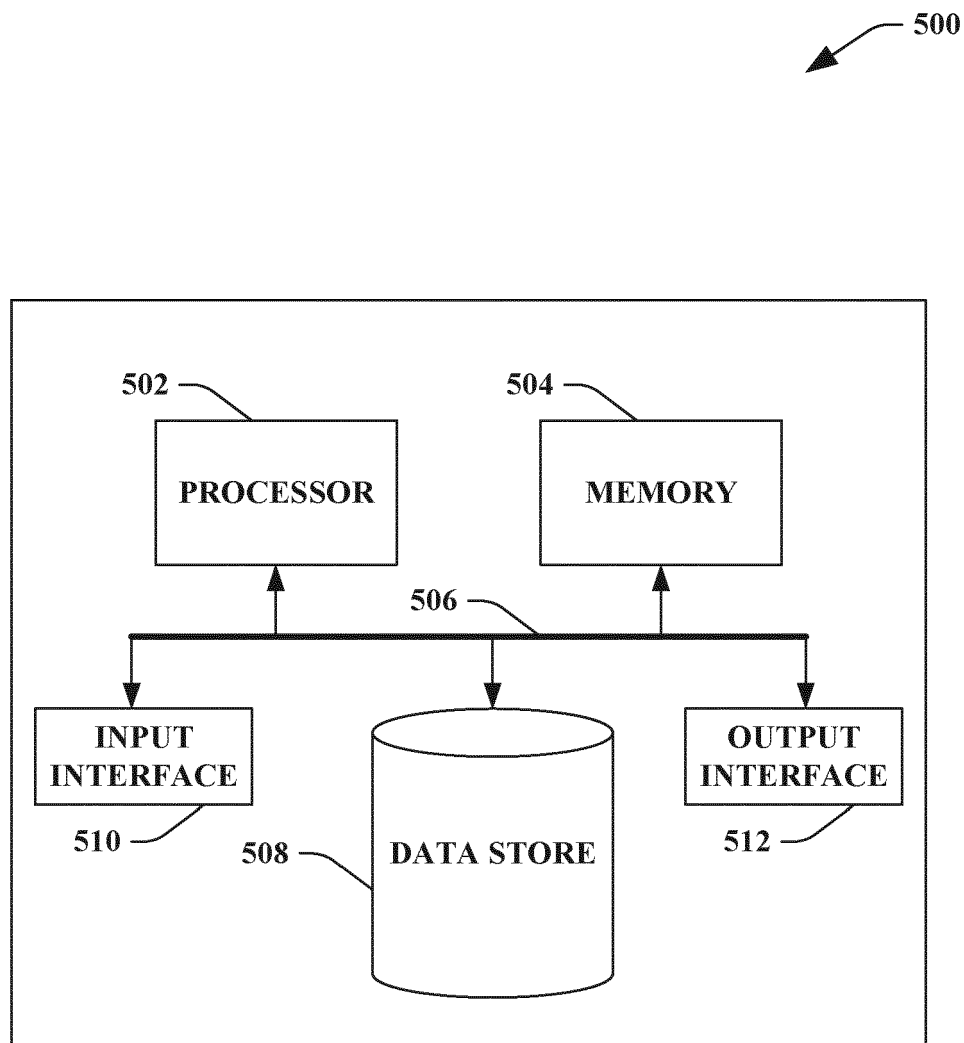 500
502
504
PROCESSOR
MEMORY
506
INPUT
INTERFACE
OUTPUT
INTERFACE
510
508
DATA STORE
512